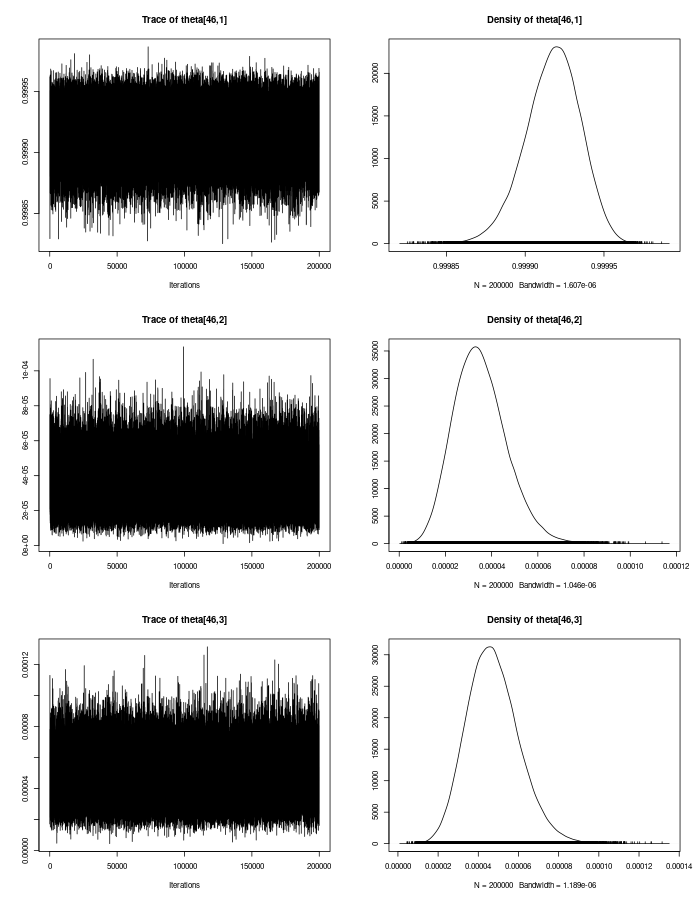 Trace of theta[46,1]
0.99985 0.99990 0.99995
0 50000 100000 150000 200000
Iterations
Density of theta[46,1]
0 5000 10000 15000 20000
0.99985 0.99990 0.99995
N = 200000 Bandwidth = 1.607e-06
Trace of theta[46,2]
0e+00 2e-05 4e-05 6e-05 8e-05 1e-04
0 50000 100000 150000 200000
Iterations
Density of theta[46,2]
0 5000 10000 15000 20000 25000 30000 35000
0.00000 0.00002 0.00004 0.00006 0.00008 0.00010 0.00012
N = 200000 Bandwidth = 1.046e-06
Trace of theta[46,3]
0.00000 0.00004 0.00008 0.00012
0 50000 100000 150000 200000
Iterations
Density of theta[46,3]
0 5000 10000 15000 20000 25000 30000
0.00000 0.00002 0.00004 0.00006 0.00008 0.00010 0.00012 0.00014
N = 200000 Bandwidth = 1.189e-06